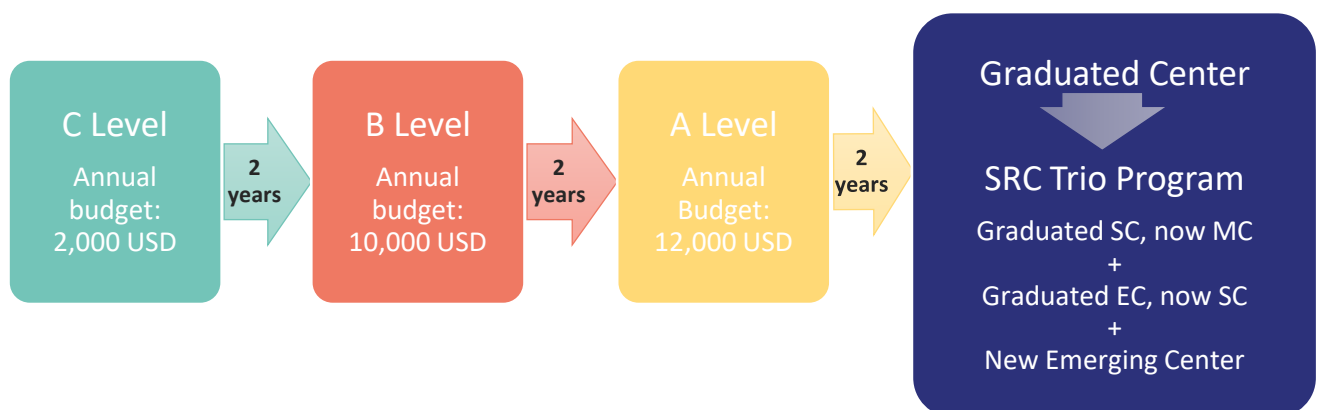 C Level
Annual
budget:
2,000 USD
2
years
B Level
Annual
budget:
10,000 USD
2
years
A Level
Annual
Budget:
12,000 USD
2
years
Graduated Center
SRC Trio Program
Graduated SC, now MC
+
Graduated EC, now SC
+
New Emerging Center